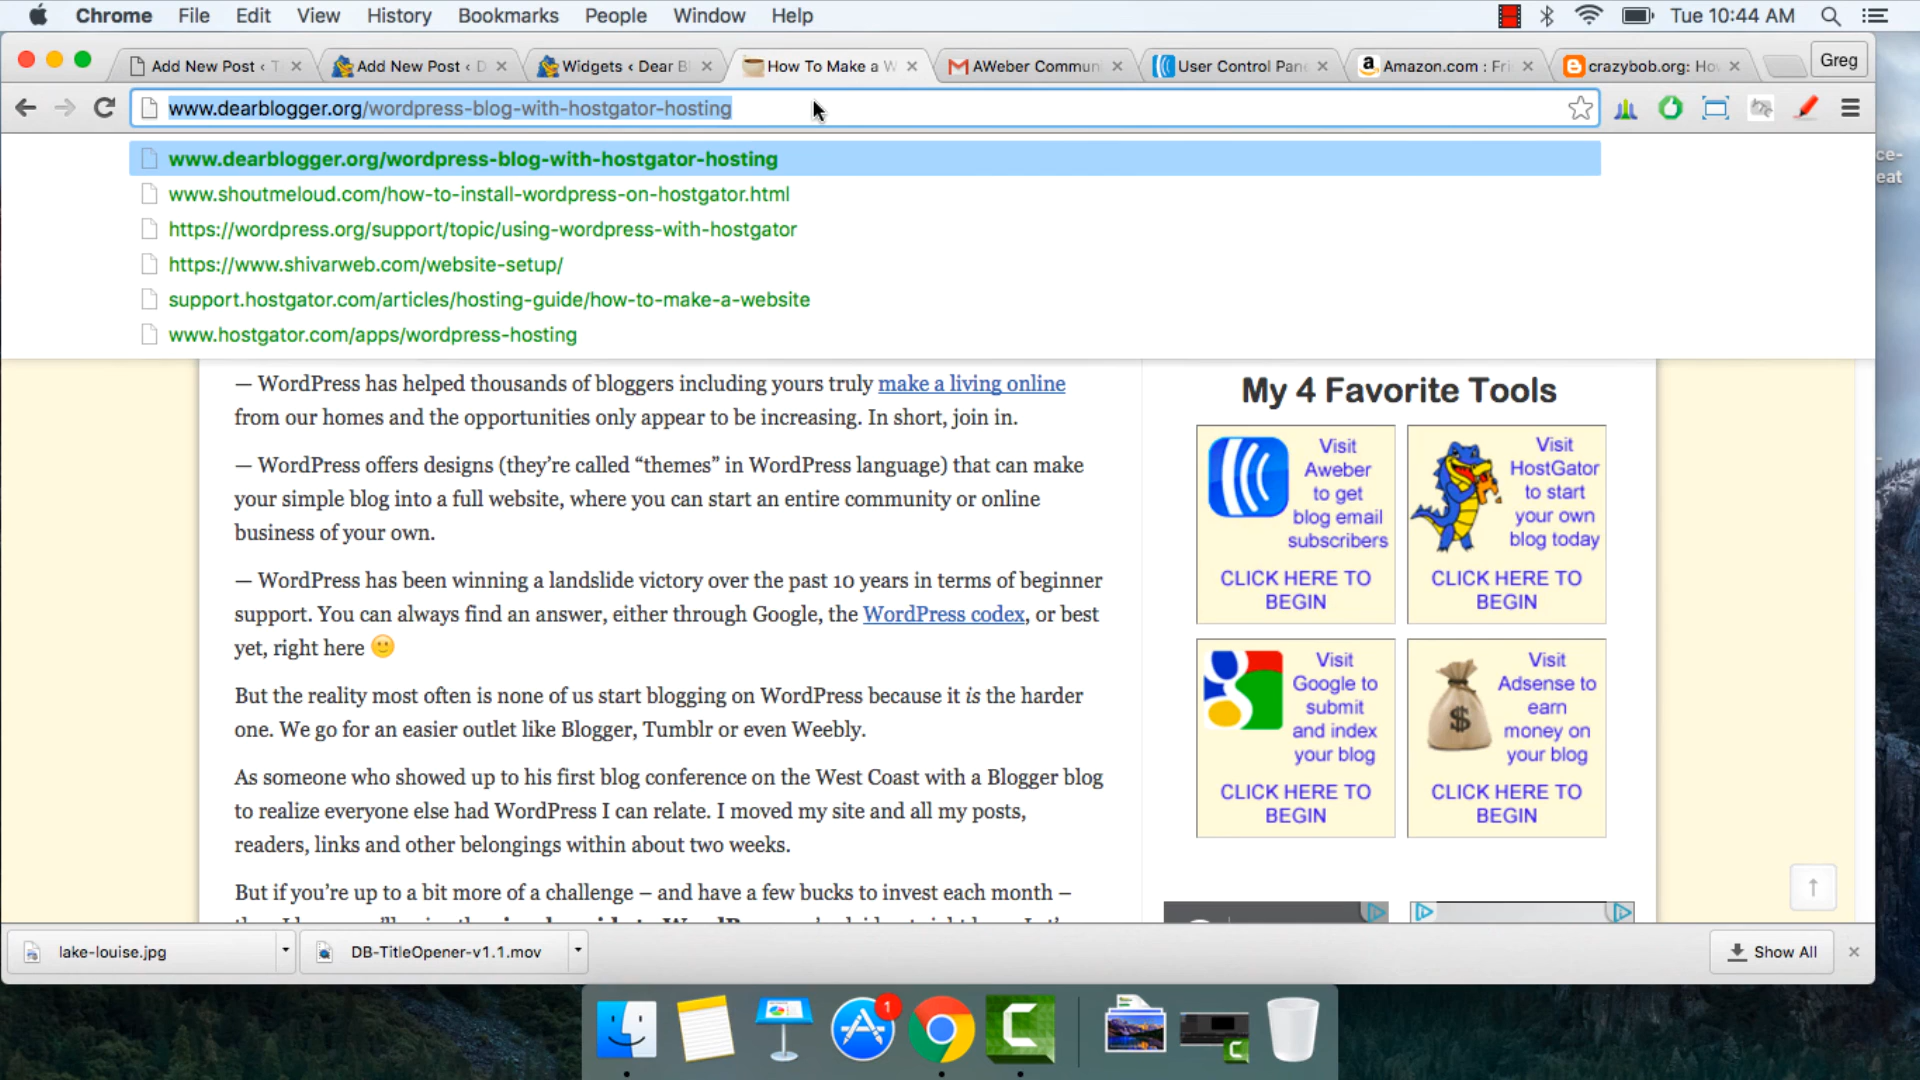 Chrome File Edit View History Bookmarks People Window Help Tue 10:44 AM
Add New Post ‹ T Add New Post ‹ D Widgets ‹ Dear B How To Make a W AWeber Commun User Control Pan Amazon.com : Fri crazybob.org: Ho Greg
www.dearblogger.org/wordpress-blog-with-hostgator-hosting
www.dearblogger.org/wordpress-blog-with-hostgator-hosting
www.shoutmeloud.com/how-to-install-wordpress-on-hostgator.html
https://wordpress.org/support/topic/using-wordpress-with-hostgator
https://www.shivarweb.com/website-setup/
support.hostgator.com/articles/hosting-guide/how-to-make-a-website
www.hostgator.com/apps/wordpress-hosting
ce-
eat
— WordPress has helped thousands of bloggers including yours truly make a living online
from our homes and the opportunities only appear to be increasing. In short, join in.
— WordPress offers designs (they're called “themes” in WordPress language) that can make
your simple blog into a full website, where you can start an entire community or online
business of your own.
— WordPress has been winning a landslide victory over the past 10 years in terms of beginner
support. You can always find an answer, either through Google, the WordPress codex, or best
yet, right here
But the reality most often is none of us start blogging on WordPress because it is the harder
one. We go for an easier outlet like Blogger, Tumblr or even Weebly.
As someone who showed up to his first blog conference on the West Coast with a Blogger blog
to realize everyone else had WordPress I can relate. I moved my site and all my posts,
readers, links and other belongings within about two weeks.
But if you're up to a bit more of a challenge – and have a few bucks to invest each month –
My 4 Favorite Tools
Visit
Aweber
to get
blog email
subscribers
CLICK HERE TO
BEGIN
Visit
HostGator
to start
your own
blog today
CLICK HERE TO
BEGIN
Visit
Google to
submit
and index
your blog
CLICK HERE TO
BEGIN
Visit
Adsense to
earn
money on
your blog
CLICK HERE TO
BEGIN
lake-louise.jpg DB-TitleOpener-v1.1.mov Show All
1